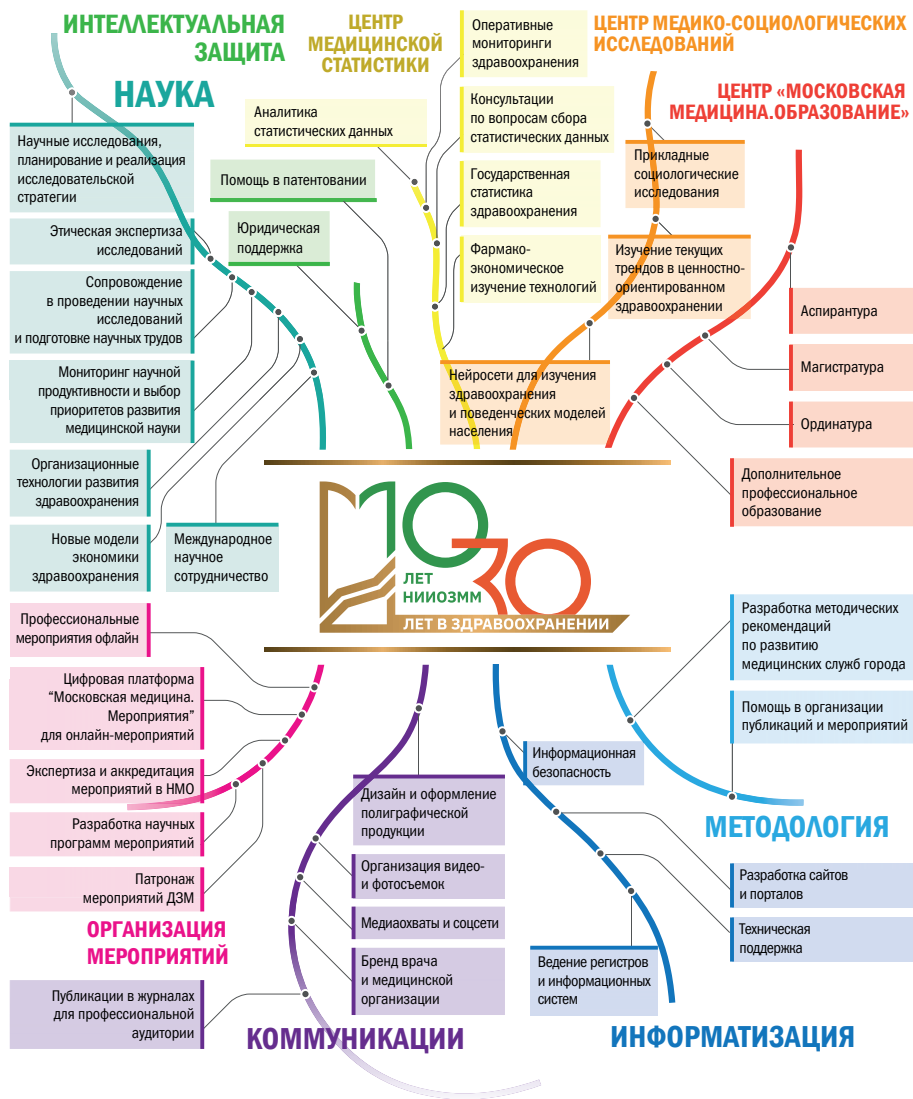 ИНТЕЛЛЕКТУАЛЬНАЯ
ЗАЩИТА
ЦЕНТР
МЕДИЦИНСКОЙ
СТАТИСТИКИ
Оперативные
мониторинги
здравоохранения
ЦЕНТР МЕДИКО-СОЦИОЛОГИЧЕСКИХ
ИССЛЕДОВАНИЙ
НАУКА
ЦЕНТР «МОСКОВСКАЯ
МЕДИЦИНА.ОБРАЗОВАНИЕ»
Аналитика
статистических данных
Консультации
по вопросам сбора
статистических данных
Научные исследования,
планирование и реализация
исследовательской
стратегии
Прикладные
социологические
исследования
Помощь в патентовании
Государственная
статистика
здравоохранения
Этическая экспертиза
исследований
Юридическая
поддержка
Фармако-
экономическое
изучение технологий
Изучение текущих
трендов в ценностно-
ориентированном
здравоохранении
Сопровождение
в проведении научных
исследований
и подготовке научных трудов
Аспирантура
Мониторинг научной
продуктивности и выбор
приоритетов развития
медицинской науки
Нейросети для изучения
здравоохранения
и поведенческих моделей
населения
Магистратура
Ординатура
Организационные
технологии развития
здравоохранения
Дополнительное
профессиональное
образование
Новые модели
экономики
здравоохранения
Международное
научное
сотрудничество
10
ЛЕТ
НИИОЗММ
30
ЛЕТ В ЗДРАВООХРАНЕНИИ
Профессиональные
мероприятия офлайн
Разработка методических
рекомендаций
по развитию
медицинских служб города
Цифровая платформа
“Московская медицина.
Мероприятия”
для онлайн-мероприятий
Помощь в организации
публикаций и мероприятий
Информационная
безопасность
Экспертиза и аккредитация
мероприятий в НМО
Дизайн и оформление
полиграфической
продукции
МЕТОДОЛОГИЯ
Разработка научных
программ мероприятий
Организация видео-
и фотосъемок
Разработка сайтов
и порталов
Патронаж
мероприятий ДЗМ
Медиаохваты и соцсети
Техническая
поддержка
ОРГАНИЗАЦИЯ
МЕРОПРИЯТИЙ
Бренд врача
и медицинской
организации
Ведение регистров
и информационных
систем
Публикации в журналах
для профессиональной
аудитории
КОММУНИКАЦИИ
ИНФОРМАТИЗАЦИЯ